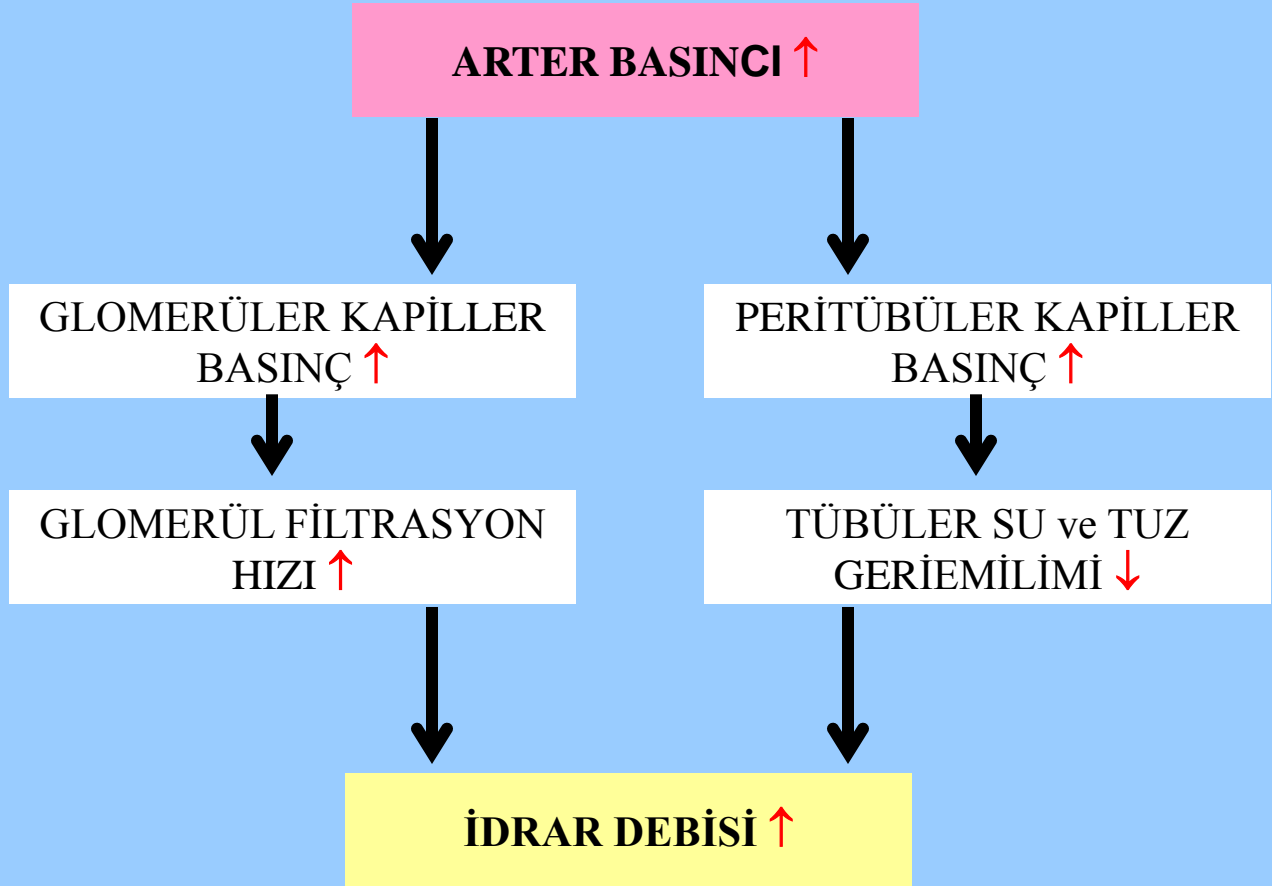 ARTER BASINCI ↑
GLOMERÜLER KAPİLLER
BASINÇ ↑
PERİTÜBÜLER KAPİLLER
BASINÇ ↑
GLOMERÜL FİLTRASYON
HIZI ↑
TÜBÜLER SU ve TUZ
GERİEMİLİMİ ↓
İDRAR DEBİSİ ↑